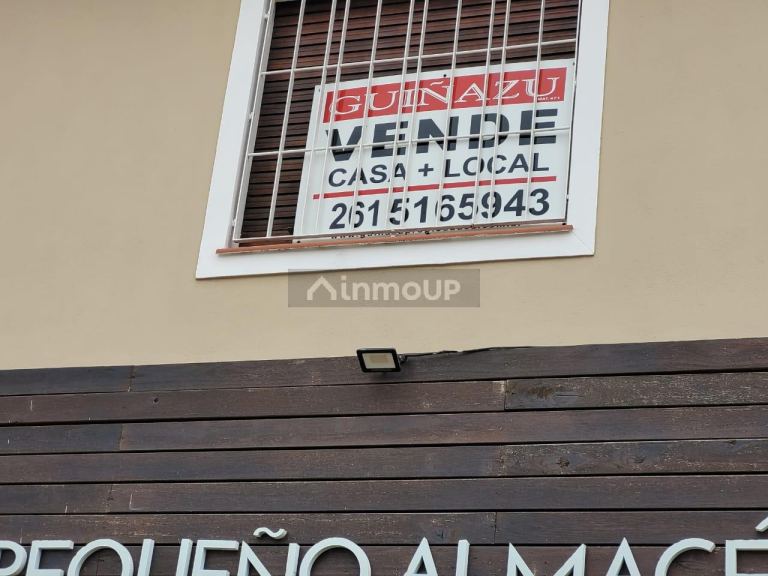 GUIÑAZU
VENDE
CASA + LOCAL
2615165943
inmoUP
PEQUEÑO ALMACÉ